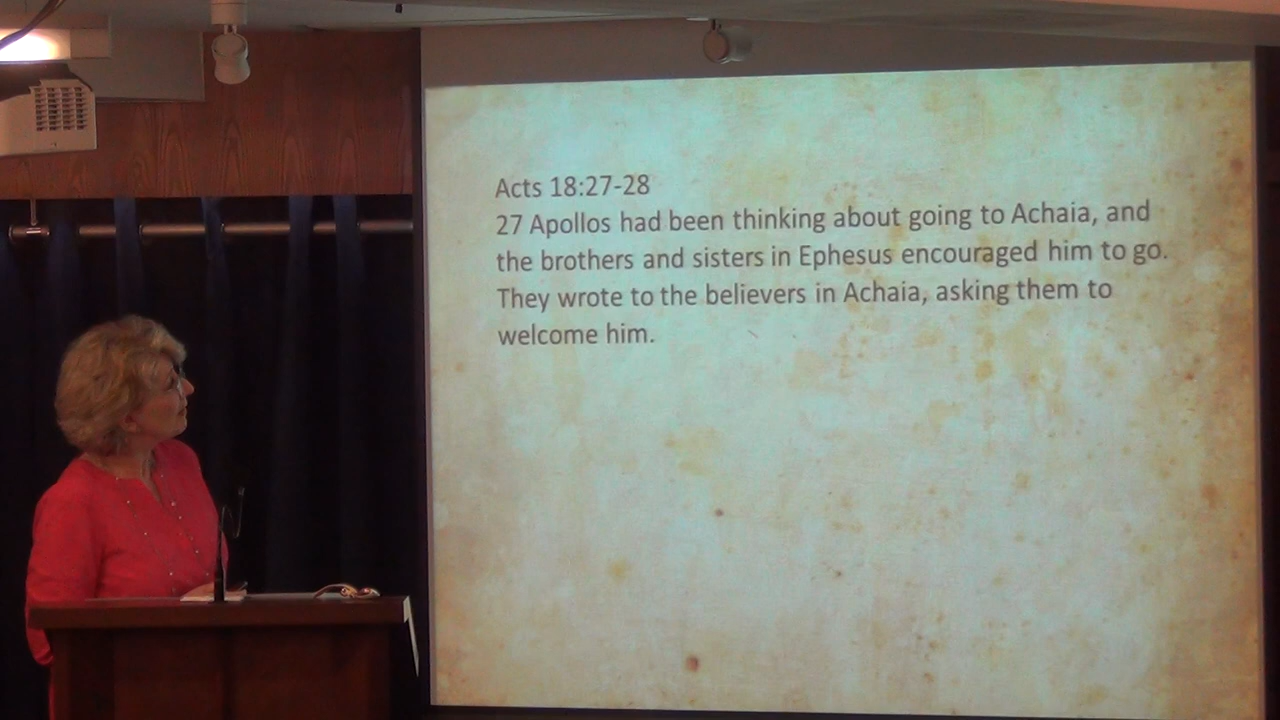 Acts 18:27-28
27 Apollos had been thinking about going to Achaia, and
the brothers and sisters in Ephesus encouraged him to go.
They wrote to the believers in Achaia, asking them to
welcome him.